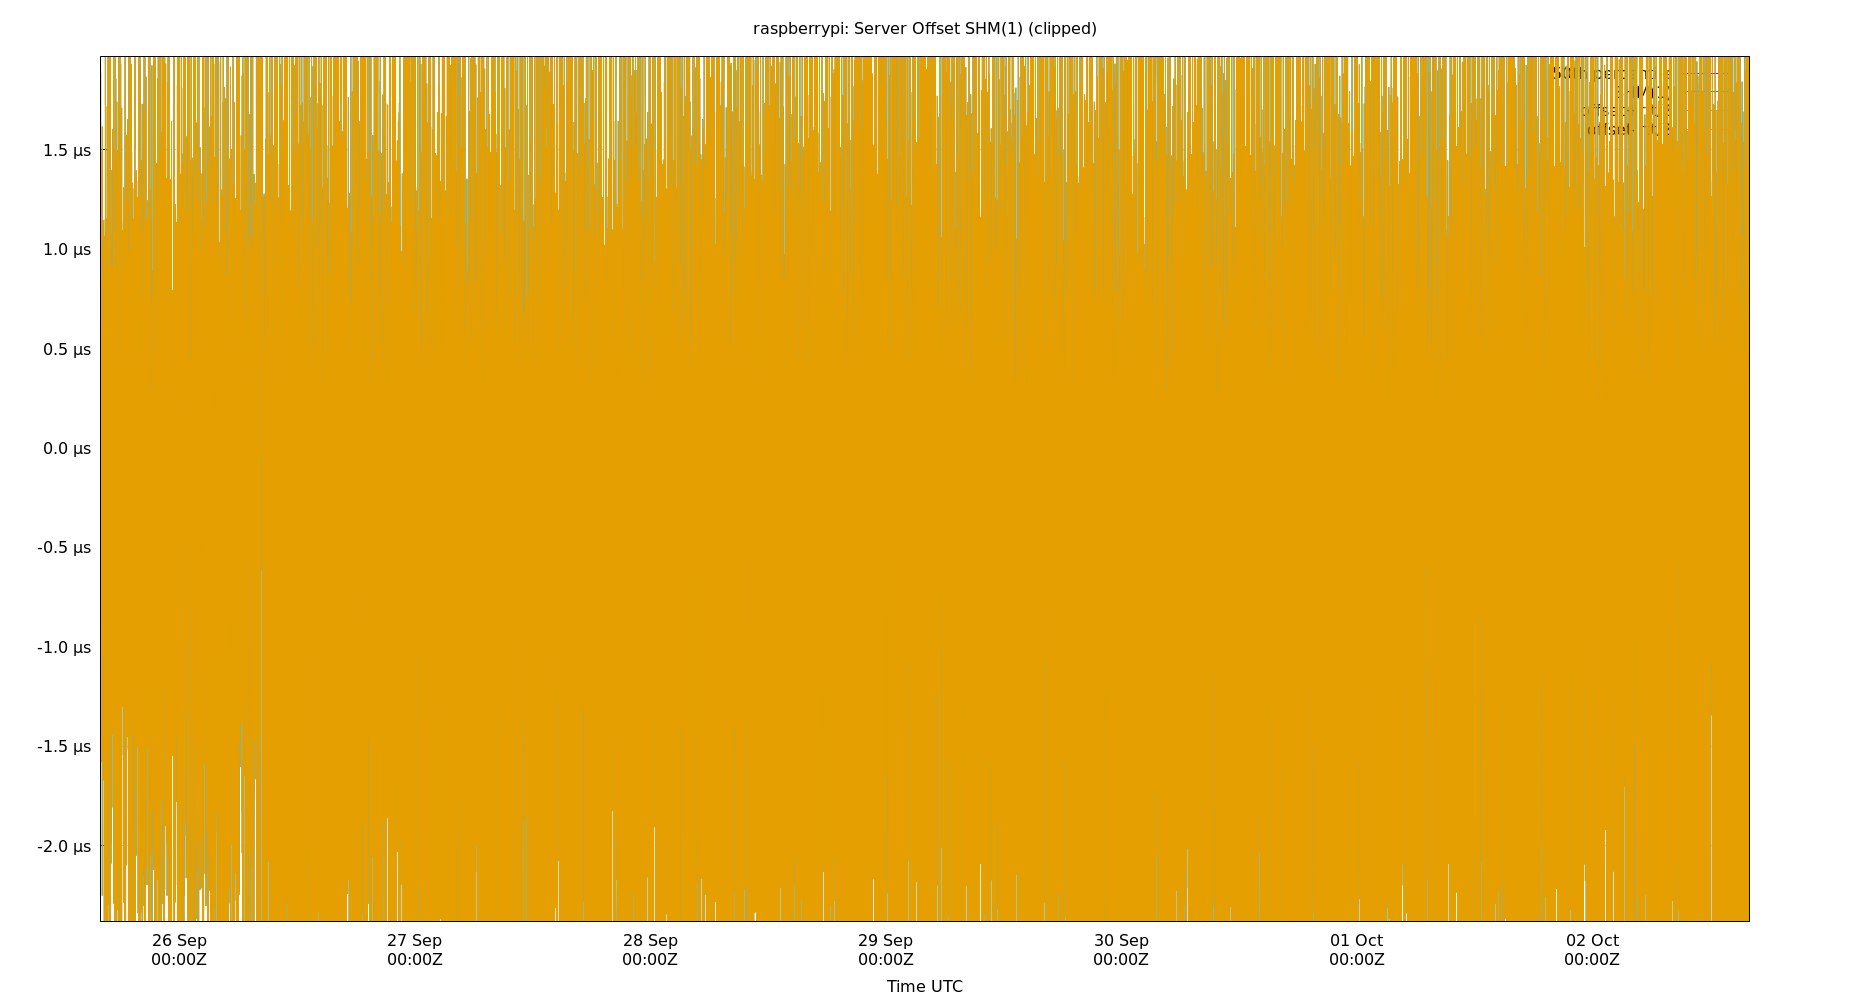 raspberrypi: Server Offset SHM(1) (clipped)
1.5 µs
1.0 µs
0.5 µs
0.0 µs
-0.5 µs
-1.0 µs
-1.5 µs
-2.0 µs
26 Sep 27 Sep 28 Sep 29 Sep 30 Sep 01 Oct 02 Oct
00:00Z 00:00Z 00:00Z 00:00Z 00:00Z 00:00Z 00:00Z
Time UTC